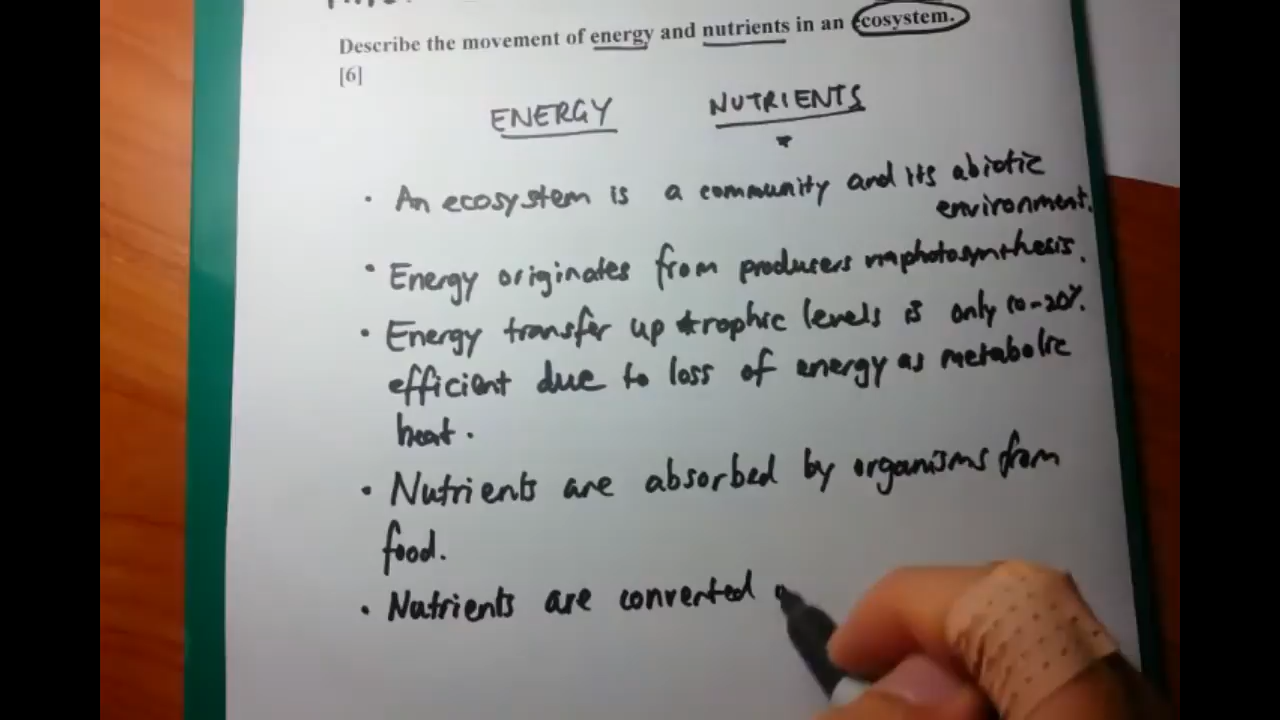 Describe the movement of energy and nutrients in an ecosystem.
[6]
ENERGY NUTRIENTS
• An ecosystem is a community and its abiotic
environment.
• Energy originates from producers via photosynthesis.
• Energy transfer up trophic levels is only 10-20%
efficient due to loss of energy as metabolic
heat.
• Nutrients are absorbed by organisms from
food.
• Nutrients are converted